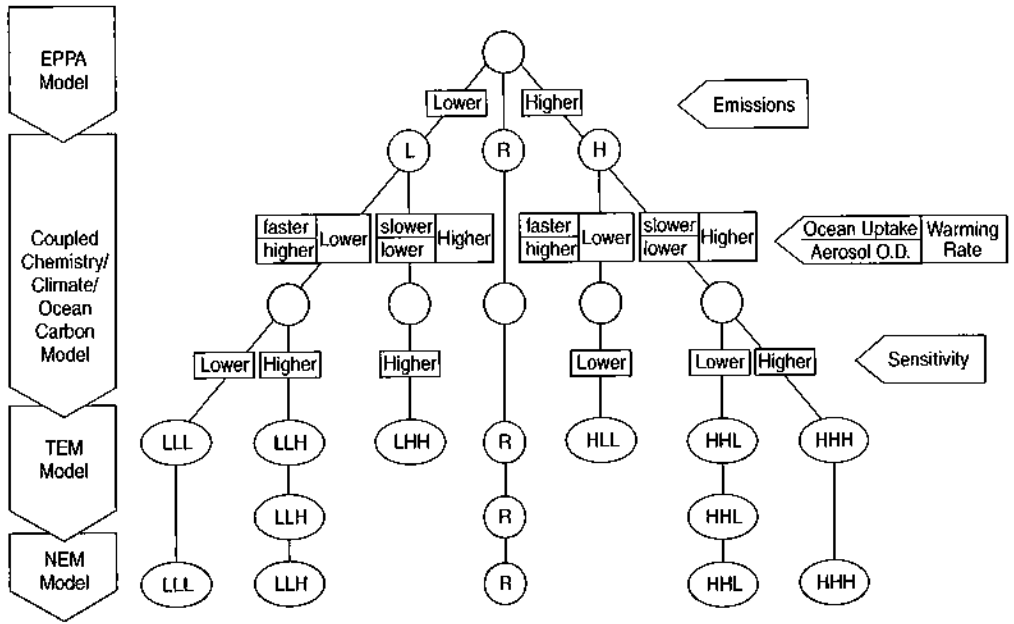 EPPA
Model
Lower
Higher
Emissions
L
R
H
Coupled
Chemistry/
Climate/
Ocean
Carbon
Model
faster
higher
Lower
slower
lower
Higher
faster
higher
Lower
slower
lower
Higher
Ocean Uptake
Aerosol O.D.
Warming
Rate
Lower
Higher
Higher
Lower
Lower
Higher
Sensitivity
TEM
Model
LLL
LLH
LHH
R
HLL
HHL
HHH
LLH
R
HHL
NEM
Model
LLL
LLH
R
HHL
HHH